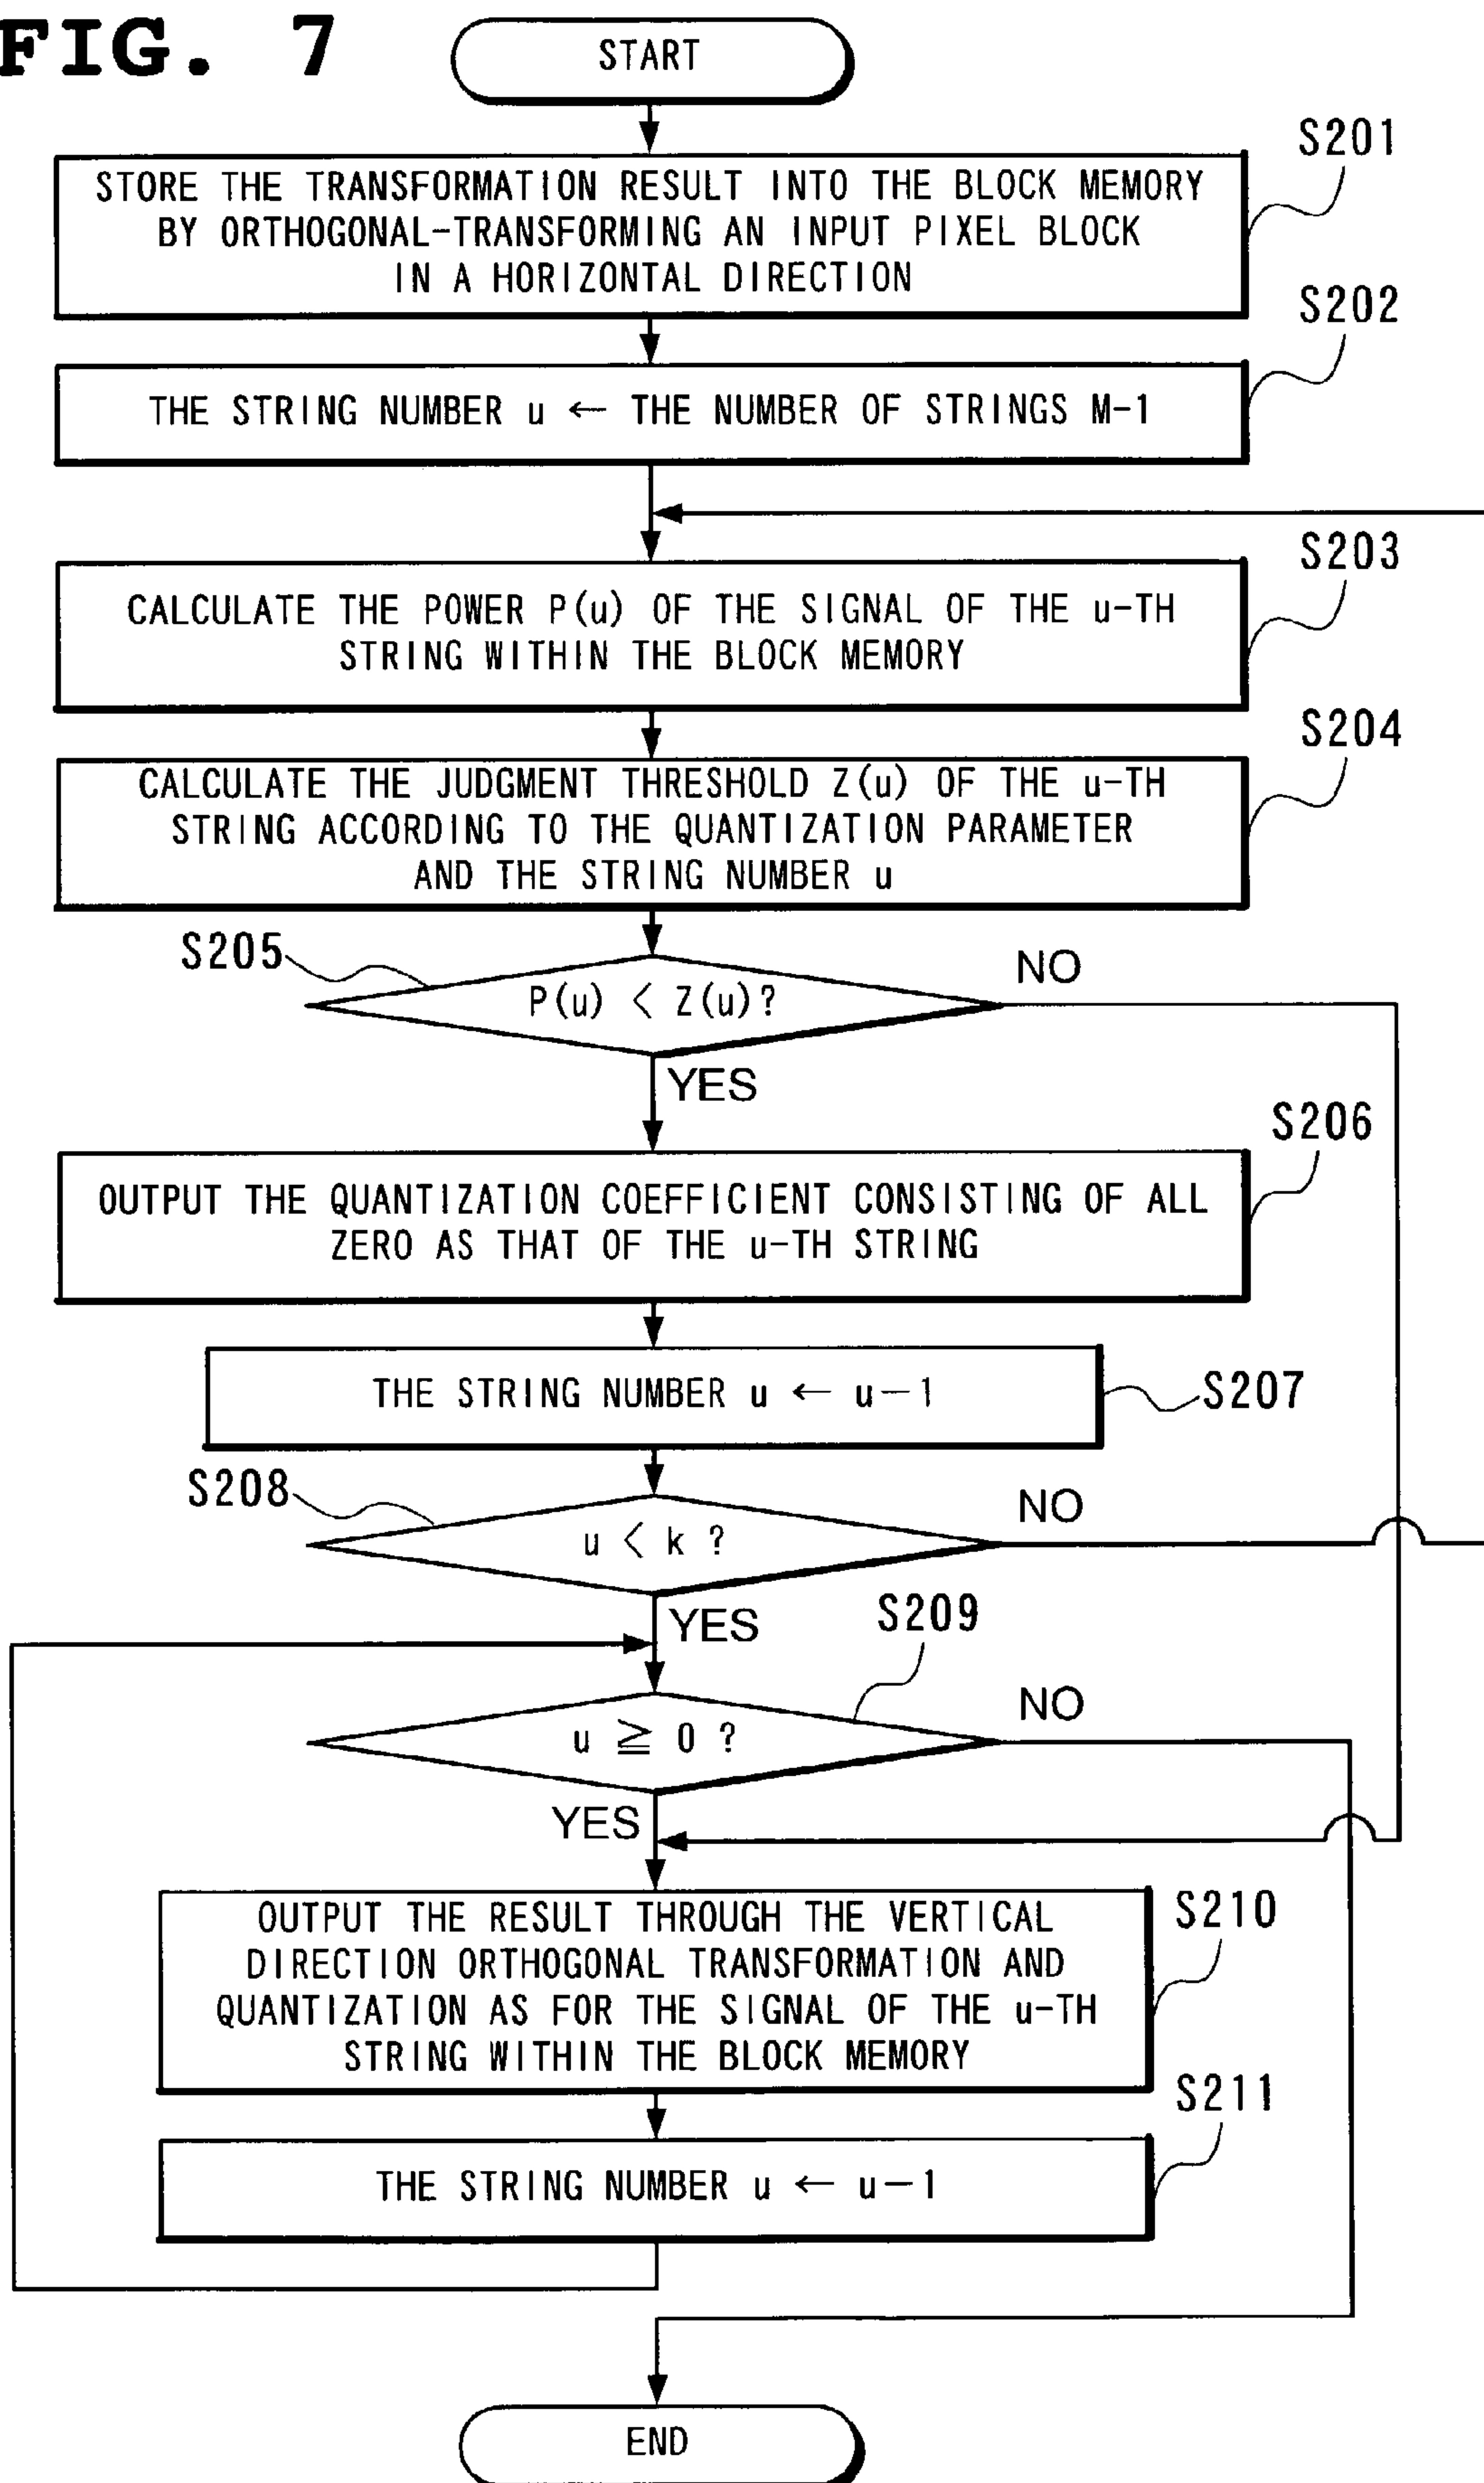 FIG. 7
START
S201
STORE THE TRANSFORMATION RESULT INTO THE BLOCK MEMORY
BY ORTHOGONAL-TRANSFORMING AN INPUT PIXEL BLOCK
IN A HORIZONTAL DIRECTION
S202
THE STRING NUMBER u ← THE NUMBER OF STRINGS M-1
S203
CALCULATE THE POWER P(u) OF THE SIGNAL OF THE u-TH
STRING WITHIN THE BLOCK MEMORY
S204
CALCULATE THE JUDGMENT THRESHOLD Z(u) OF THE u-TH
STRING ACCORDING TO THE QUANTIZATION PARAMETER
AND THE STRING NUMBER u
S205
P(u) < Z(u)?
NO
YES
S206
OUTPUT THE QUANTIZATION COEFFICIENT CONSISTING OF ALL
ZERO AS THAT OF THE u-TH STRING
THE STRING NUMBER u ← u-1
S207
S208
u < k ?
NO
YES
S209
u ≧ 0 ?
NO
YES
S210
OUTPUT THE RESULT THROUGH THE VERTICAL
DIRECTION ORTHOGONAL TRANSFORMATION AND
QUANTIZATION AS FOR THE SIGNAL OF THE u-TH
STRING WITHIN THE BLOCK MEMORY
S211
THE STRING NUMBER u ← u-1
END